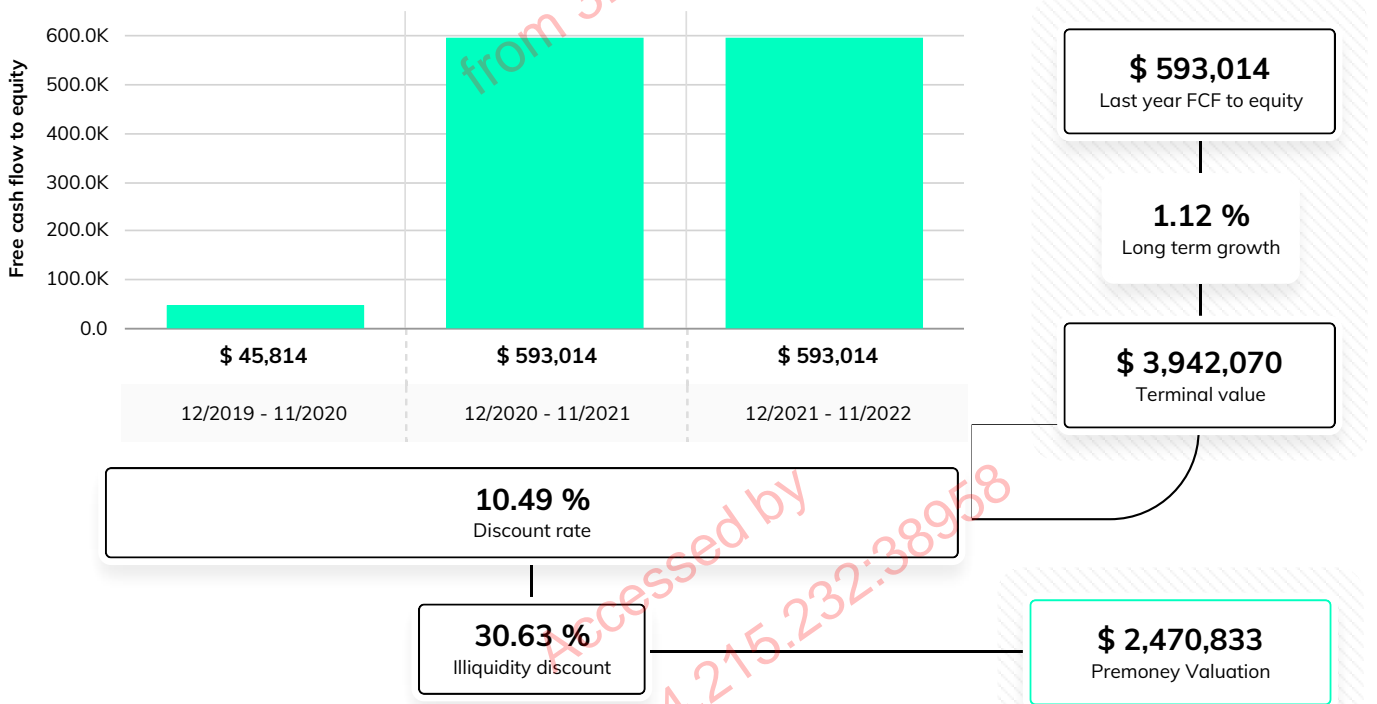 Free cash flow to equity
600.0K
500.0K
400.0K
300.0K
200.0K
100.0K
0.0
$ 45,814
$ 593,014
$ 593,014
12/2019 - 11/2020
12/2020 - 11/2021
12/2021 - 11/2022
$ 593,014
Last year FCF to equity
1.12 %
Long term growth
$ 3,942,070
Terminal value
10.49 %
Discount rate
30.63 %
Illiquidity discount
$ 2,470,833
Premoney Valuation
Accessed by
from
.215.232:38958